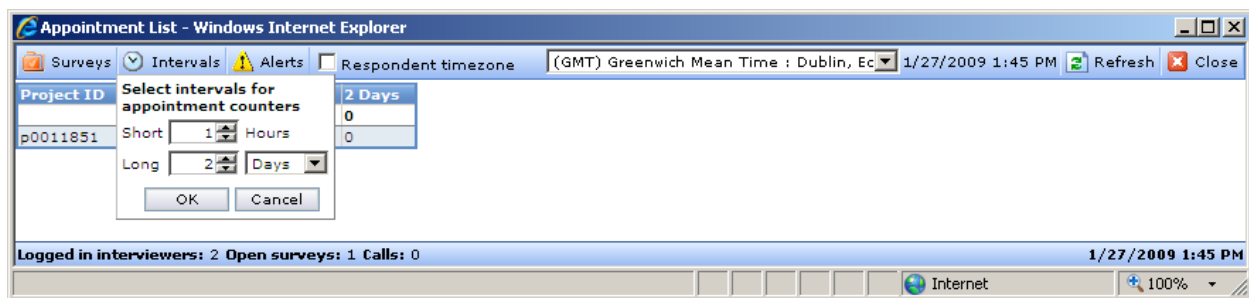 Appointment List - Windows Internet Explorer
Surveys Intervals Alerts Respondent timezone (GMT) Greenwich Mean Time : Dublin, Ec 1/27/2009 1:45 PM Refresh Close
Project ID 2 Days
0
p0011851 0
Select intervals for
appointment counters
Short 1 Hours
Long 2 Days
OK Cancel
Logged in interviewers: 2 Open surveys: 1 Calls: 0 1/27/2009 1:45 PM
Internet 100%